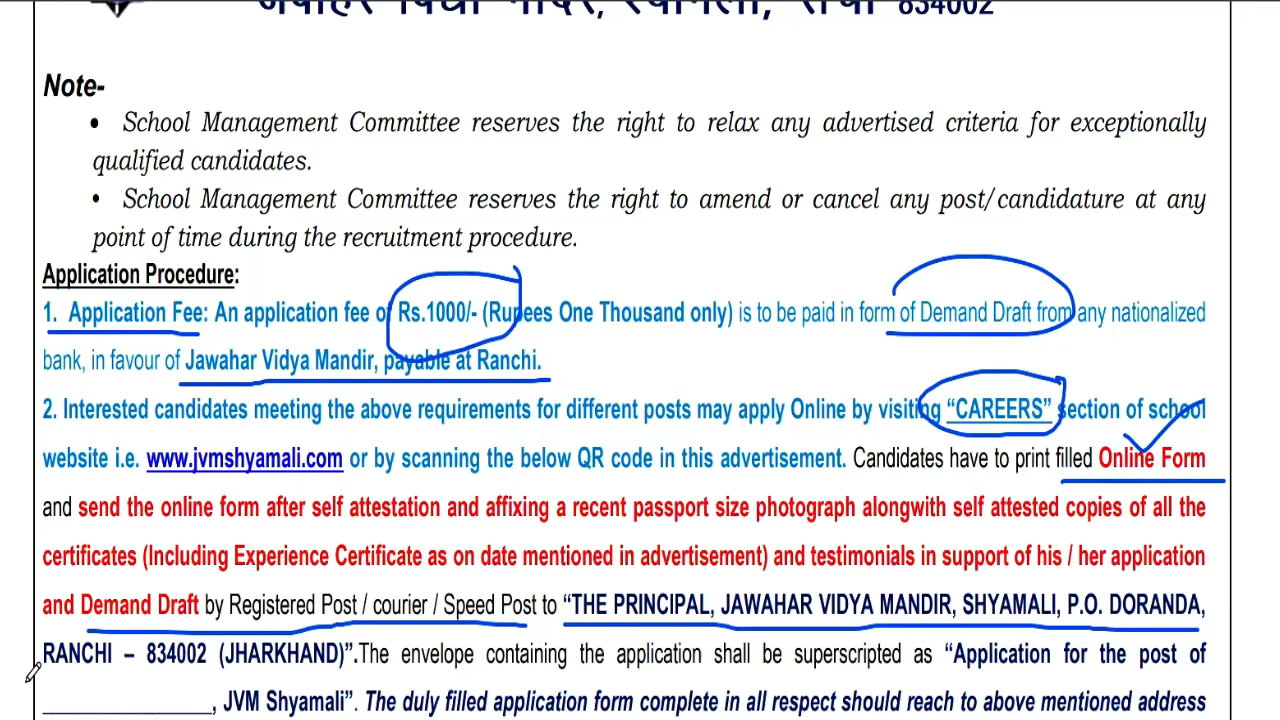 जवाहर विद्या मंदिर, श्यामली, राँची 834002
Note-
• School Management Committee reserves the right to relax any advertised criteria for exceptionally
qualified candidates.
• School Management Committee reserves the right to amend or cancel any post/candidature at any
point of time during the recruitment procedure.
Application Procedure:
1. Application Fee: An application fee of Rs.1000/- (Rupees One Thousand only) is to be paid in form of Demand Draft from any nationalized
bank, in favour of Jawahar Vidya Mandir, payable at Ranchi.
2. Interested candidates meeting the above requirements for different posts may apply Online by visiting “CAREERS” section of school
website i.e. www.jvmshyamali.com or by scanning the below QR code in this advertisement. Candidates have to print filled Online Form
and send the online form after self attestation and affixing a recent passport size photograph alongwith self attested copies of all the
certificates (Including Experience Certificate as on date mentioned in advertisement) and testimonials in support of his / her application
and Demand Draft by Registered Post / courier / Speed Post to “THE PRINCIPAL, JAWAHAR VIDYA MANDIR, SHYAMALI, P.O. DORANDA,
RANCHI – 834002 (JHARKHAND)”.The envelope containing the application shall be superscripted as “Application for the post of
________________, JVM Shyamali”. The duly filled application form complete in all respect should reach to above mentioned address